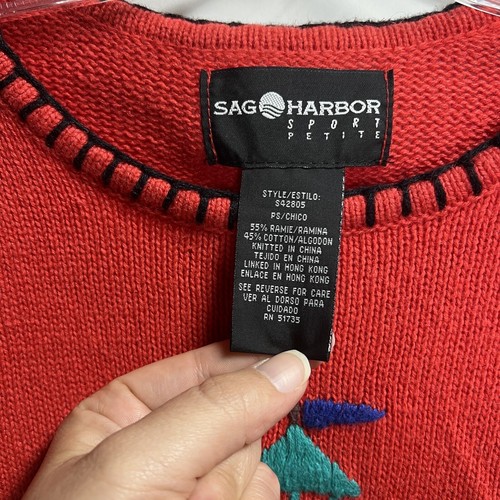 SAG HARBOR
SPORT
PETITE
STYLE/ESTILO:
S42805
PS/CHICO
55% RAMIE/RAMINA
45% COTTON/ALGODON
KNITTED IN CHINA
TEJIDO EN CHINA
LINKED IN HONG KONG
ENLACE EN HONG KONG
SEE REVERSE FOR CARE
VER AL DORSO PARA
CUIDADO
RN 51735